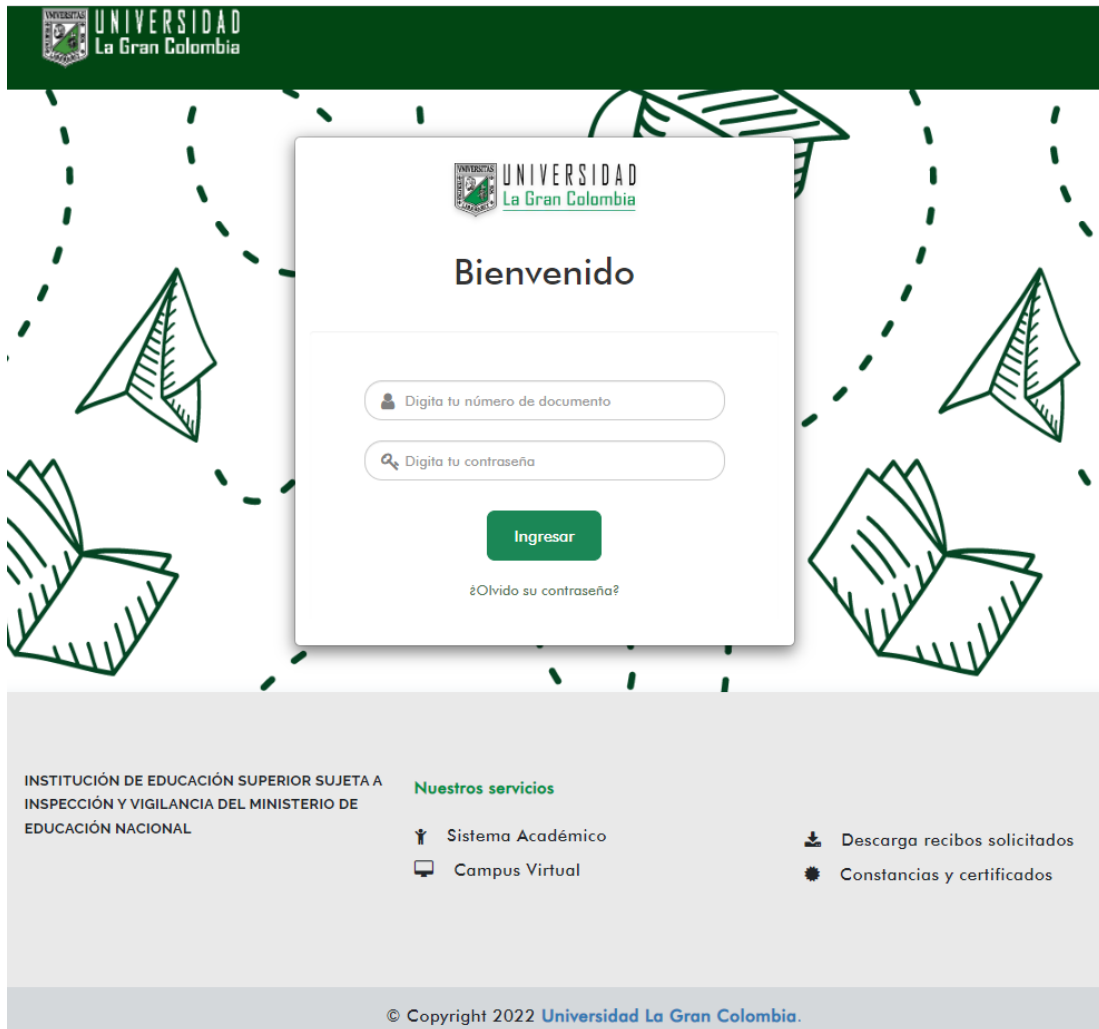 UNIVERSITAS
UNIVERSIDAD
La Gran Colombia
UNIVERSIDAD
La Gran Colombia
Bienvenido
Digita tu número de documento
Digita tu contraseña
Ingresar
¿Olvido su contraseña?
INSTITUCIÓN DE EDUCACIÓN SUPERIOR SUJETA A
INSPECCIÓN Y VIGILANCIA DEL MINISTERIO DE
EDUCACIÓN NACIONAL
Nuestros servicios
Sistema Académico
Campus Virtual
Descarga recibos solicitados
Constancias y certificados
© Copyright 2022 Universidad La Gran Colombia.